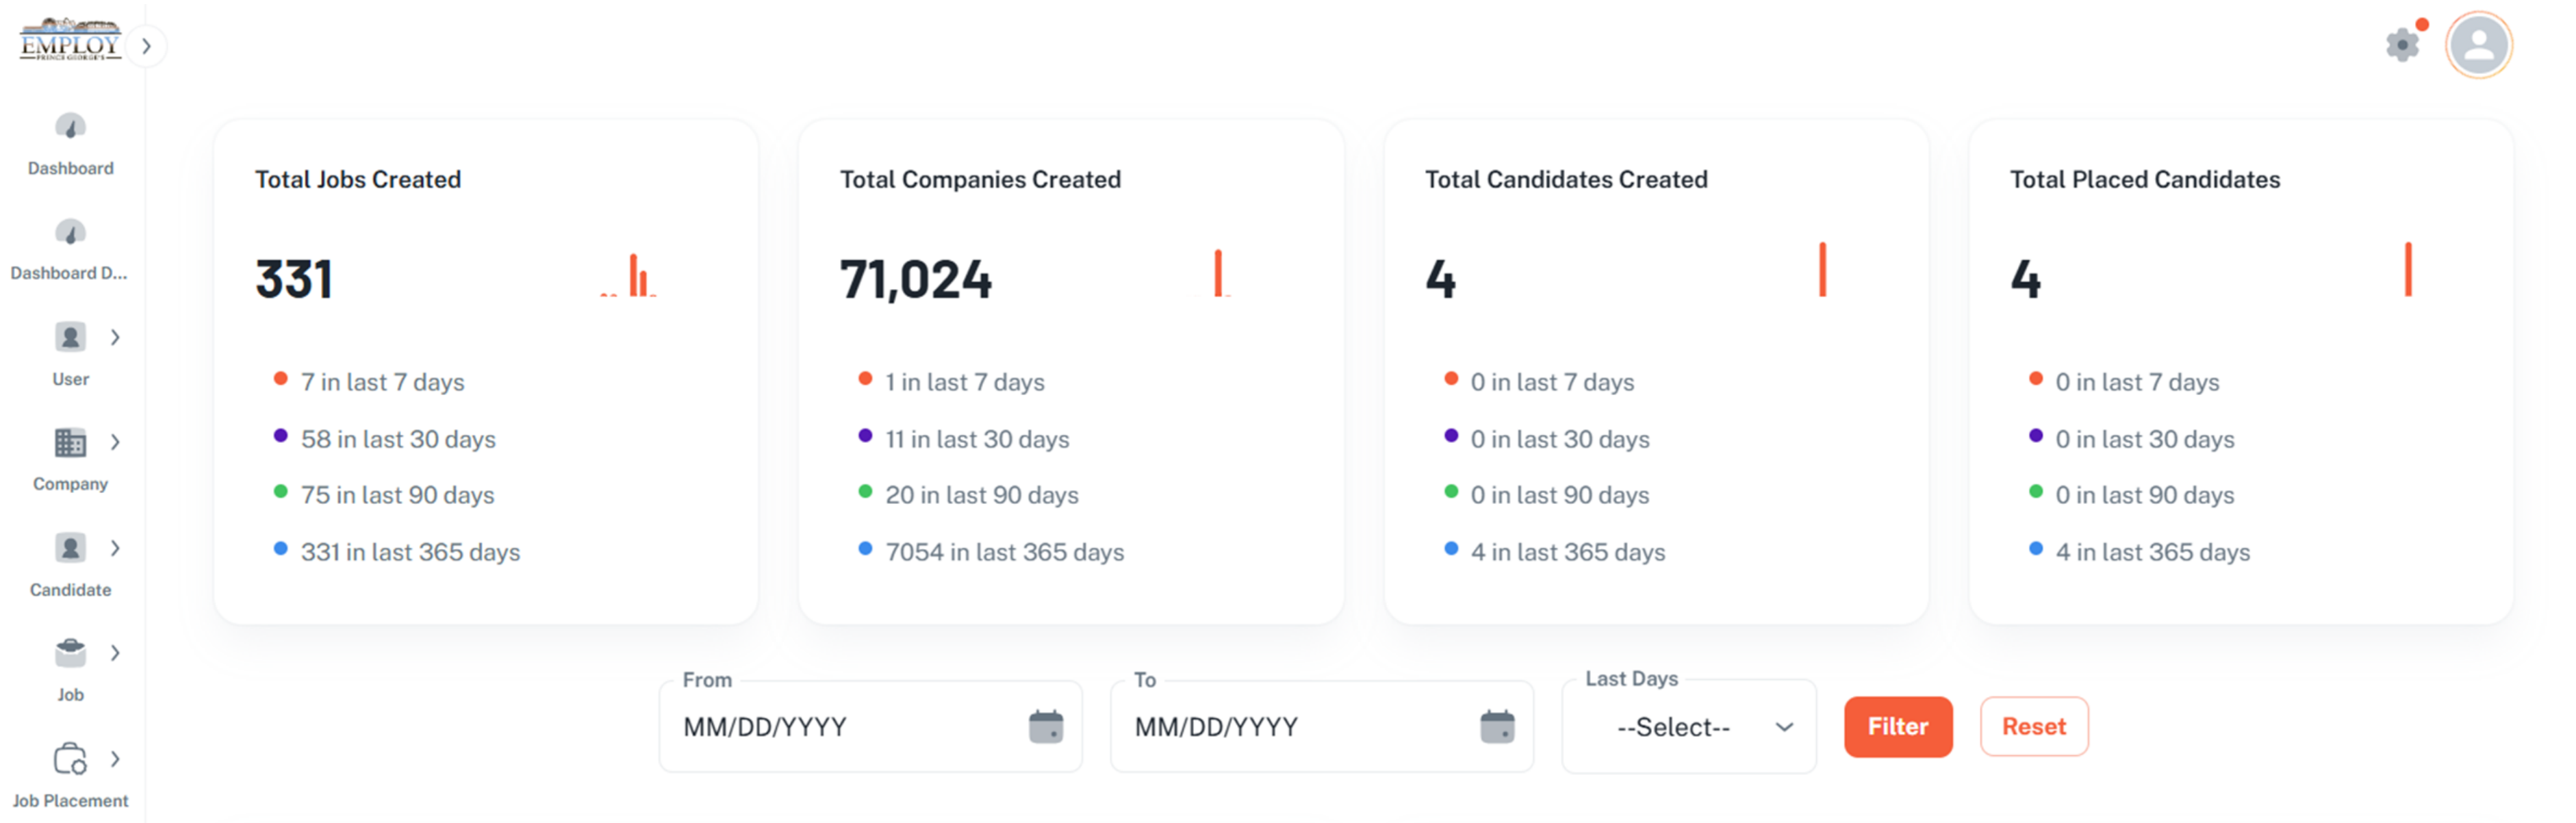 EMPLOY
PRINCE GEORGE'S
Dashboard
Dashboard D...
User
Company
Candidate
Job
Job Placement
Total Jobs Created
331
7 in last 7 days
58 in last 30 days
75 in last 90 days
331 in last 365 days
Total Companies Created
71,024
1 in last 7 days
11 in last 30 days
20 in last 90 days
7054 in last 365 days
Total Candidates Created
4
0 in last 7 days
0 in last 30 days
0 in last 90 days
4 in last 365 days
Total Placed Candidates
4
0 in last 7 days
0 in last 30 days
0 in last 90 days
4 in last 365 days
From
MM/DD/YYYY
To
MM/DD/YYYY
Last Days
--Select--
Filter
Reset